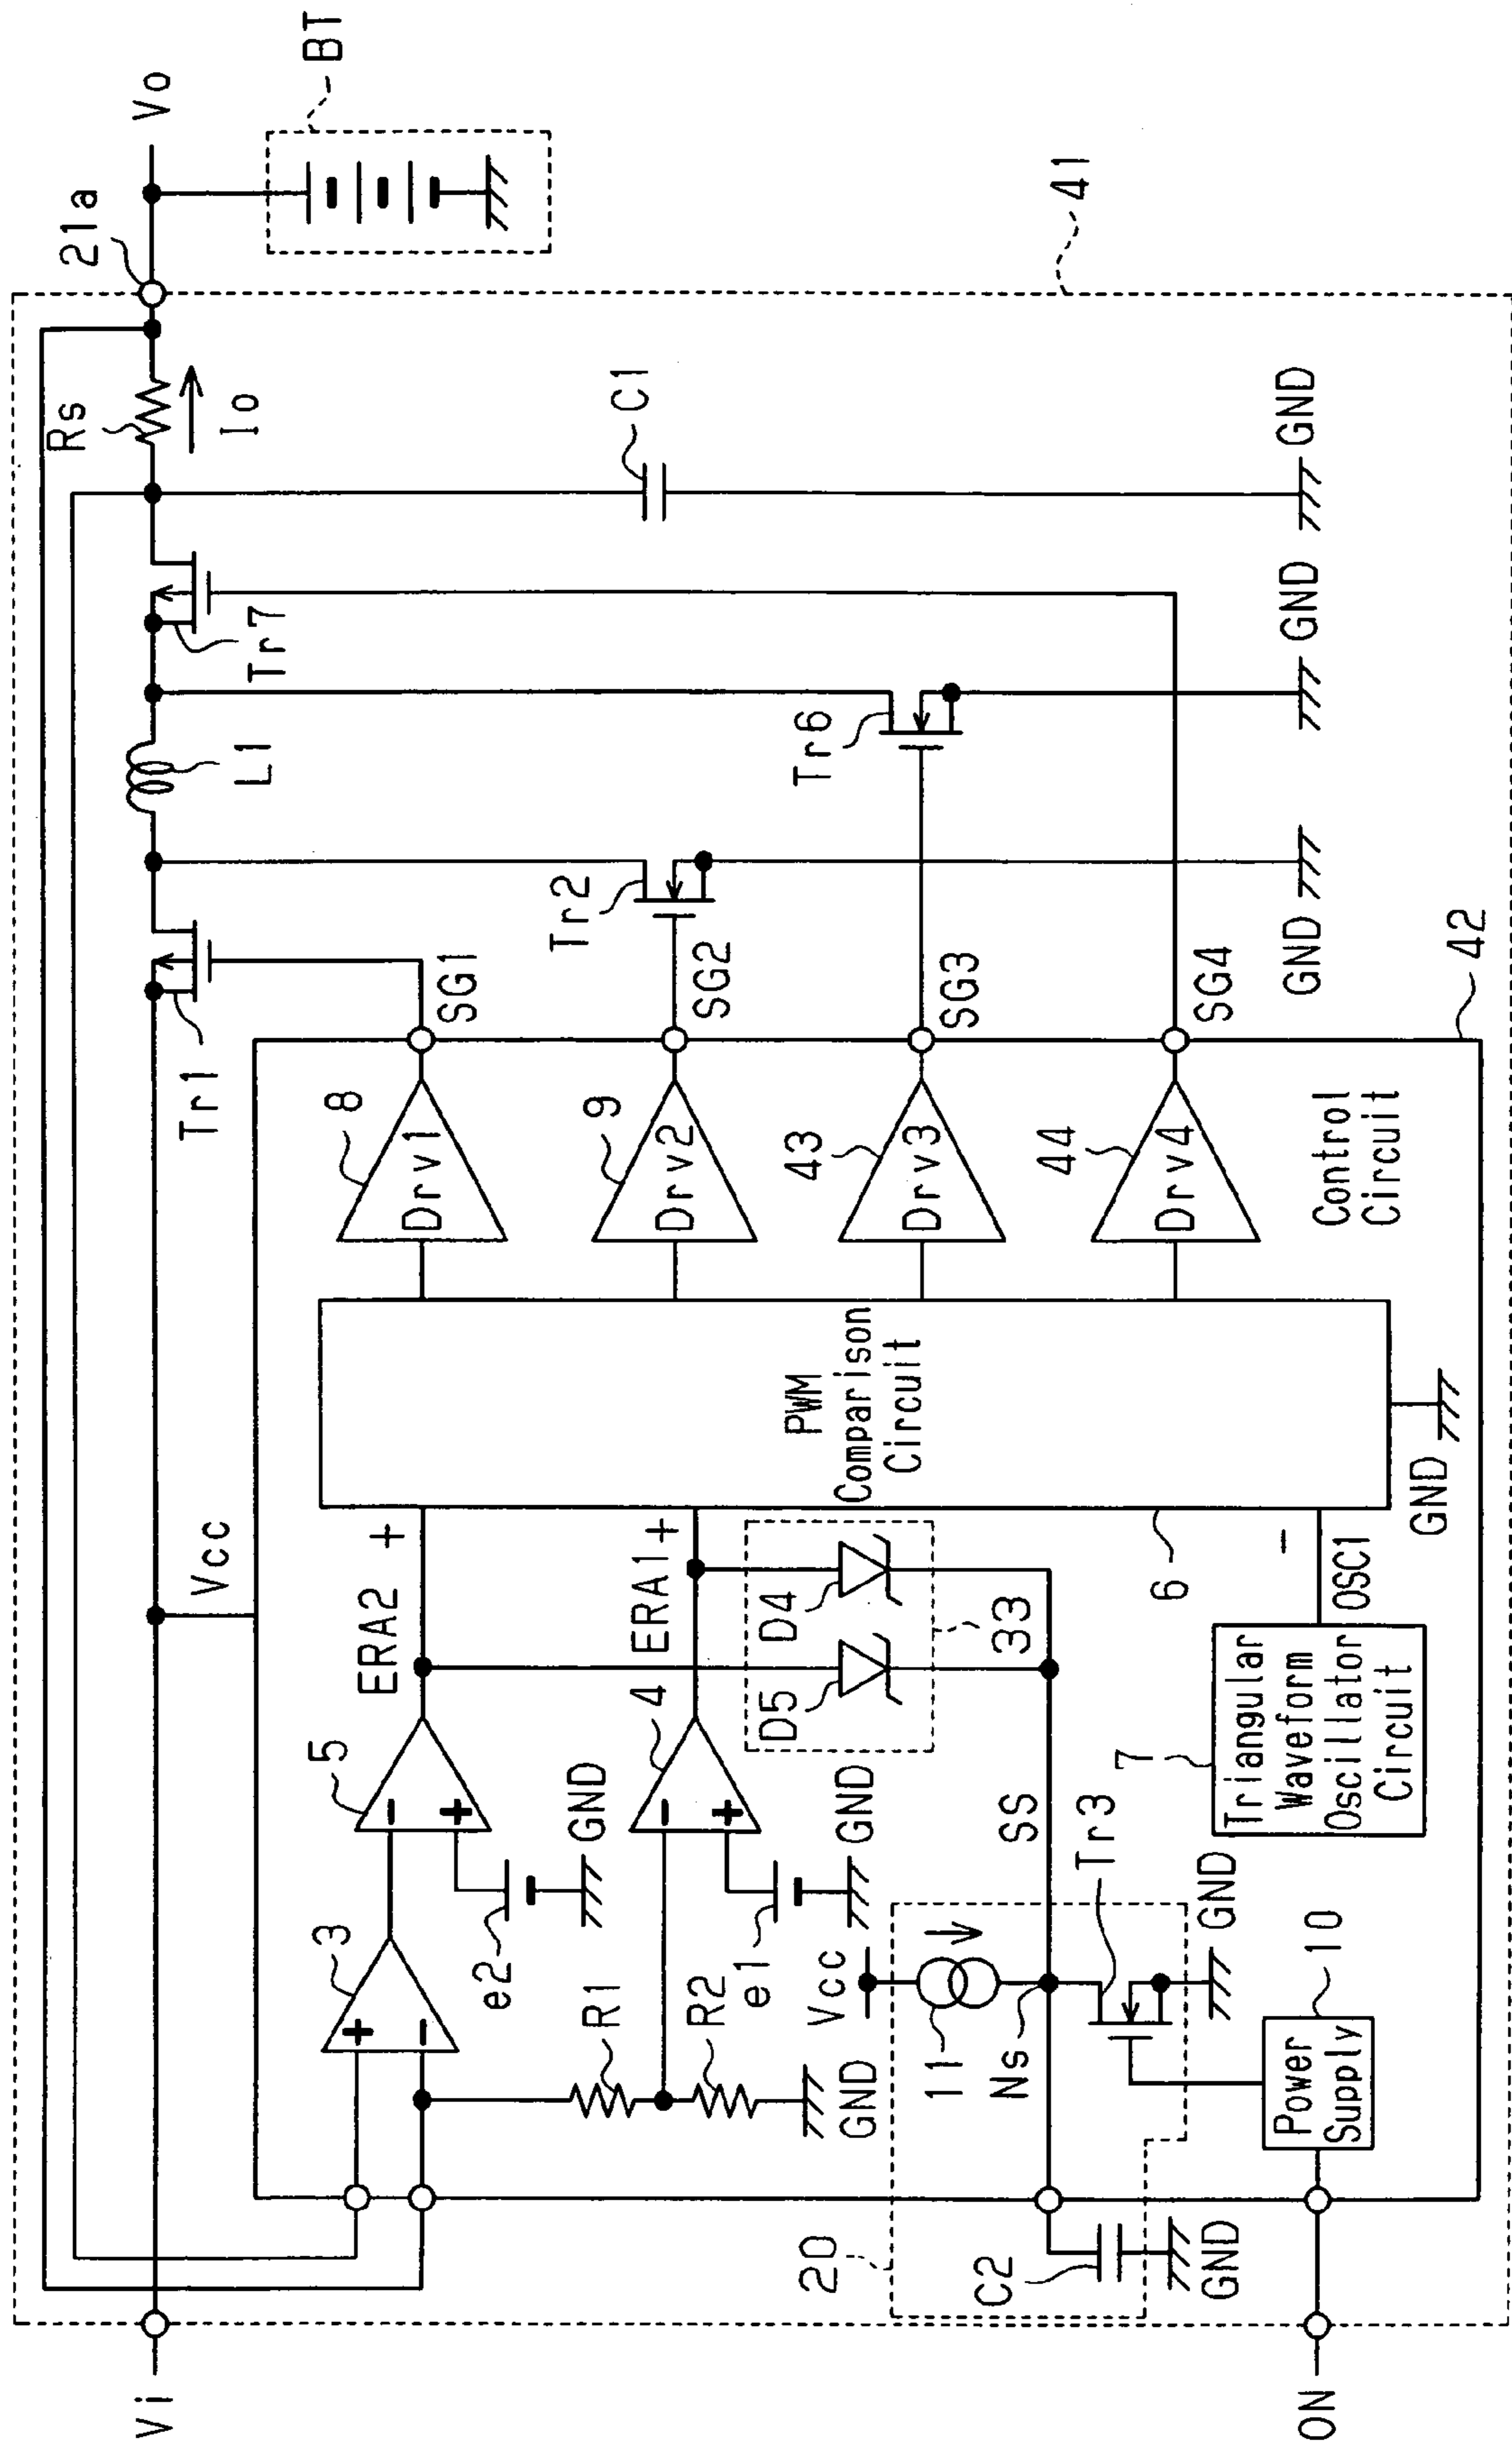 Vi
Vcc
Tr1
L1
Tr7
Rs
Io
21a
Vo
BT
41
C1
GND
Tr6
GND
Tr2
GND
SG1
SG2
SG3
SG4
42
8
Drv1
9
Drv2
43
Drv3
44
Drv4
Control
Circuit
PWM
Comparison
Circuit
6
GND
ERA2
+
ERA1
+
−
OSC1
5
−
+
e2
GND
4
−
+
e1
GND
3
+
−
R1
R2
GND
D4
D5
33
SS
Vcc
11
Ns
Tr3
GND
20
C2
GND
7
Triangular
Waveform
Oscillator
Circuit
10
Power
Supply
ON